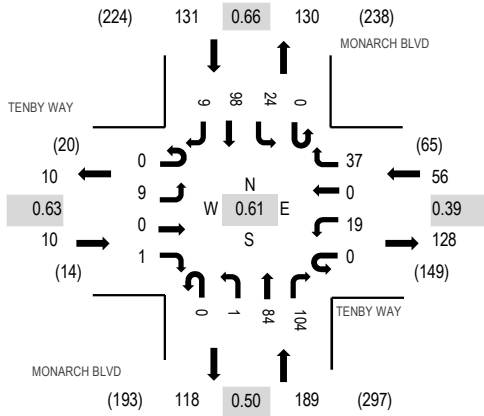 (224) 131 0.66 130 (238)
MONARCH BLVD
TENBY WAY
9 98 24 0
(20) (65)
0 37
10 56
9 0
N
0.63 W 0.61 E 0.39
0 19
S
10 128
1 0
(14) (149)
0 1 84 104
TENBY WAY
MONARCH BLVD
(193) 118 0.50 189 (297)